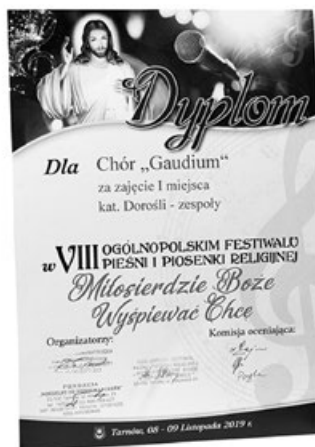 Dyplom
Dla Chór „Gaudium“
za zajęcie I miejsca
kat. Dorośli - zespoły
w VIII OGÓLNOPOLSKIM FESTIWALU
PIEŚNI I PIOSENKI RELIGIJNEJ
Miłosierdzie Boże
Wyśpiewać Chcę
Organizatorzy:
Komisja oceniająca:
FUNDACJA
Tarnów, 08 - 09 Listopada 2019 r.